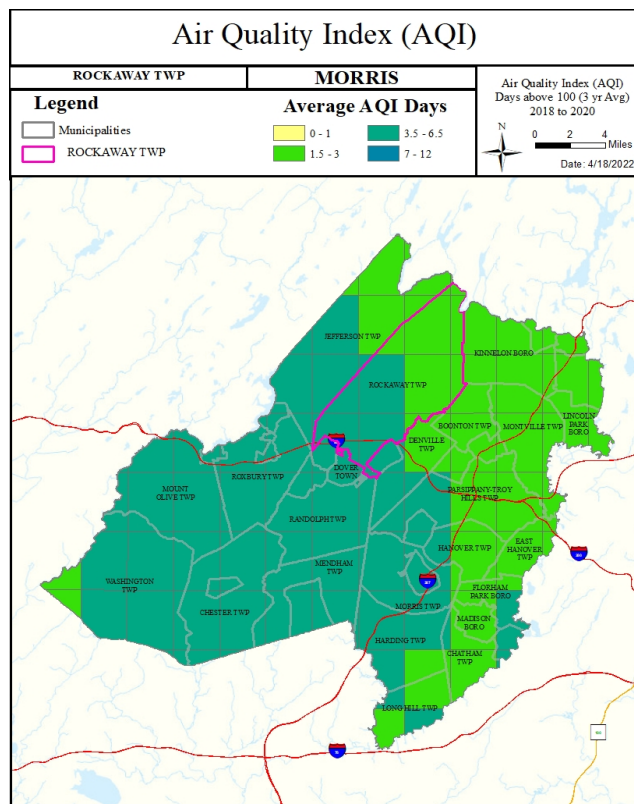 Air Quality Index (AQI)
ROCKAWAY TWP
MORRIS
Legend
Municipalities
ROCKAWAY TWP
Average AQI Days
0 - 1
1.5 - 3
3.5 - 6.5
7 - 12
Air Quality Index (AQI)
Days above 100 (3 yr Avg)
2018 to 2020
N
0 2 4
Miles
Date: 4/18/2022
JEFFERSON TWP
KINNELON BORO
ROCKAWAY TWP
LINCOLN
PARK
BORO
BOONTON TWP
MONTVILLE TWP
DENVILLE
TWP
DOVER
TOWN
ROXBURY TWP
MOUNT
OLIVE TWP
PARSIPPANY-TROY
HILLS TWP
RANDOLPH TWP
HANOVER TWP
EAST
HANOVER
TWP
MENDHAM
TWP
WASHINGTON
TWP
FLORHAM
PARK BORO
CHESTER TWP
MORRIS TWP
MADISON
BORO
HARDING TWP
CHATHAM
TWP
LONG HILL TWP